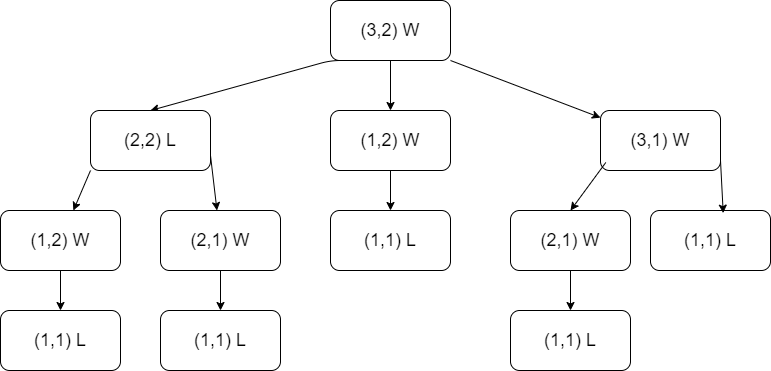 (3,2) W
(2,2) L
(1,2) W
(3,1) W
(1,2) W
(2,1) W
(1,1) L
(2,1) W
(1,1) L
(1,1) L
(1,1) L
(1,1) L